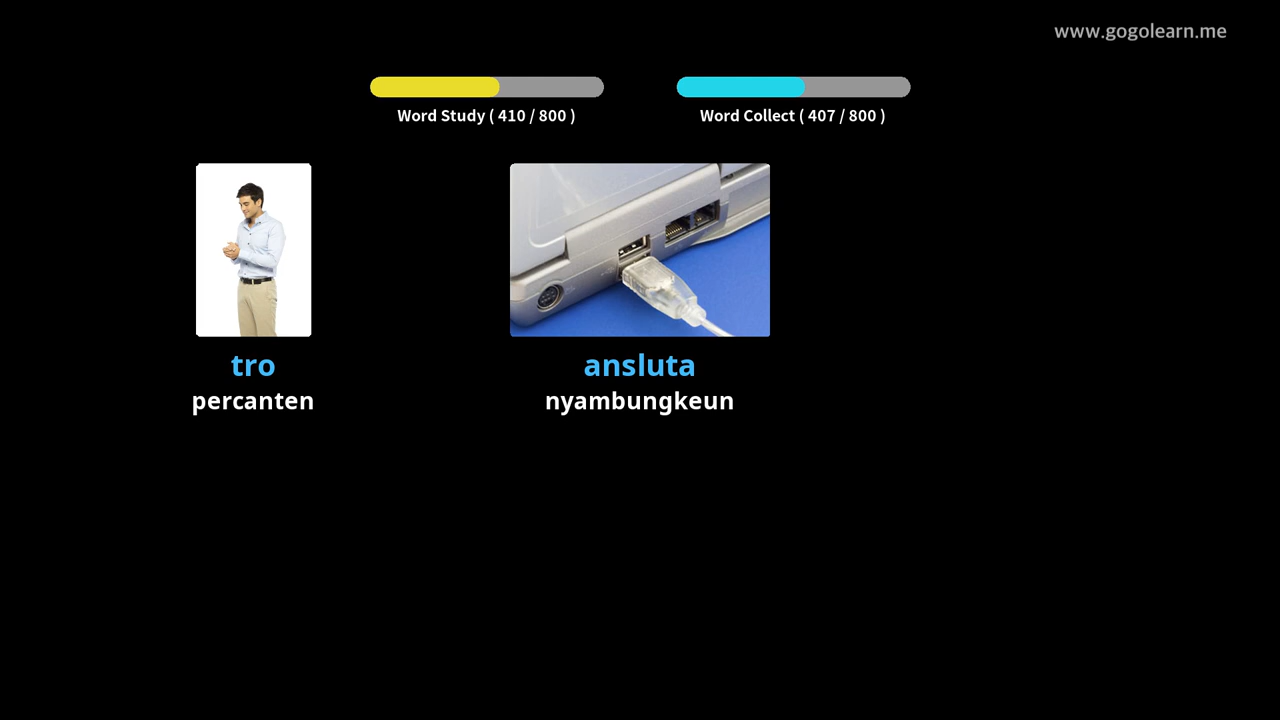 www.gogolearn.me
Word Study ( 410 / 800 )
Word Collect ( 407 / 800 )
tro
percanten
ansluta
nyambungkeun